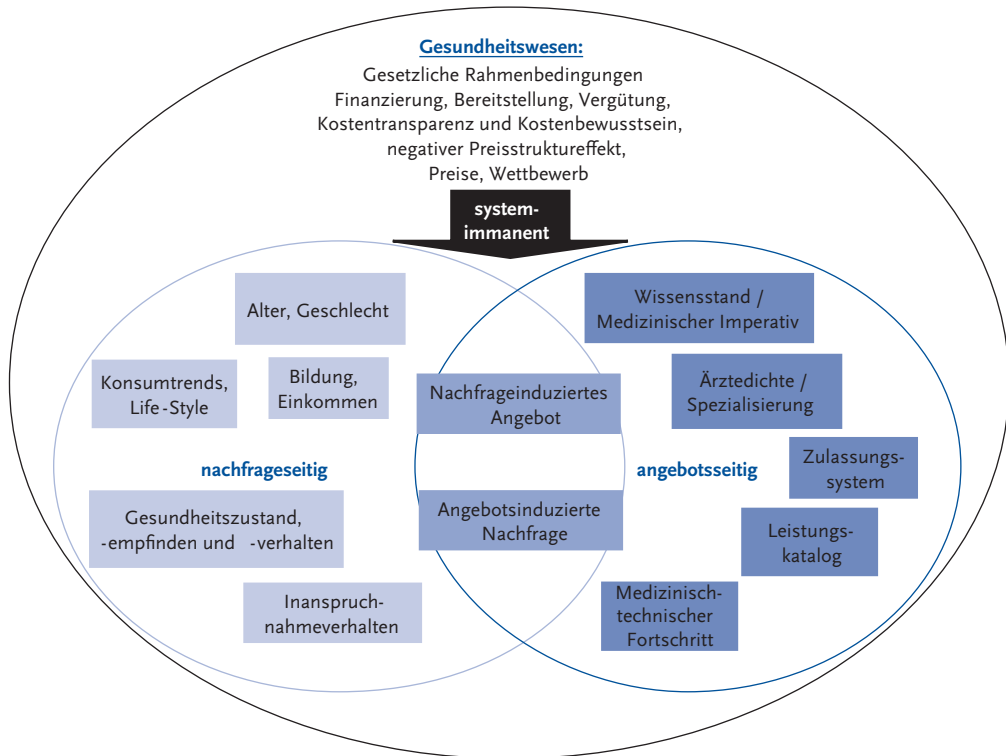 Gesundheitswesen:
Gesetzliche Rahmenbedingungen
Finanzierung, Bereitstellung, Vergütung,
Kostentransparenz und Kostenbewusstsein,
negativer Preisstruktureffekt,
Preise, Wettbewerb
system-
immanent
Alter, Geschlecht
Konsumtrends,
Life-Style
Bildung,
Einkommen
nachfrageseitig
Gesundheitszustand,
-empfinden und -verhalten
Inanspruch-
nahmeverhalten
Nachfrageinduziertes
Angebot
Angebotsinduzierte
Nachfrage
Wissensstand /
Medizinischer Imperativ
Ärztedichte /
Spezialisierung
angebotsseitig
Zulassungs-
system
Leistungs-
katalog
Medizinisch-
technischer
Fortschritt